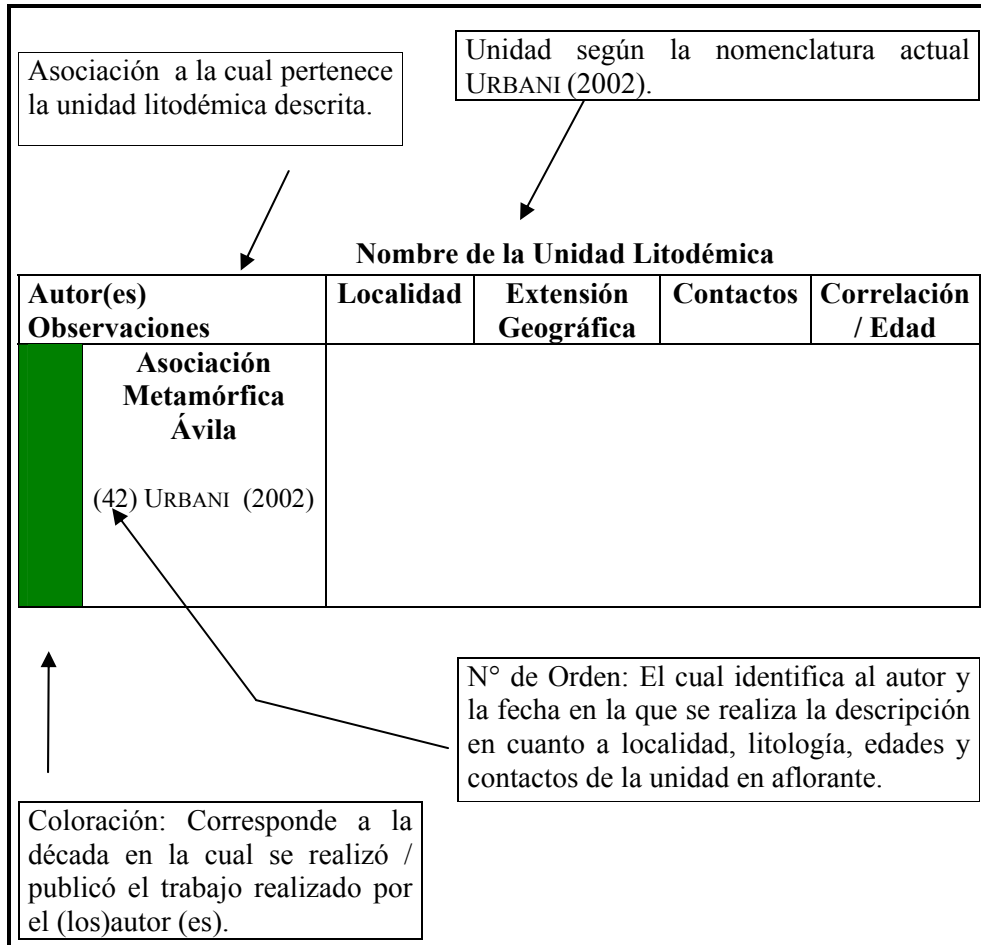 Asociación a la cual pertenece
la unidad litodémica descrita.
Unidad según la nomenclatura actual
URBANI (2002).
Nombre de la Unidad Litodémica
Autor(es)
Observaciones
Localidad
Extensión
Geográfica
Contactos
Correlación
/ Edad
Asociación
Metamórfica
Ávila
(42) URBANI (2002)
N° de Orden: El cual identifica al autor y
la fecha en la que se realiza la descripción
en cuanto a localidad, litología, edades y
contactos de la unidad en aflorante.
Coloración: Corresponde a la
década en la cual se realizó /
publicó el trabajo realizado por
el (los)autor (es).